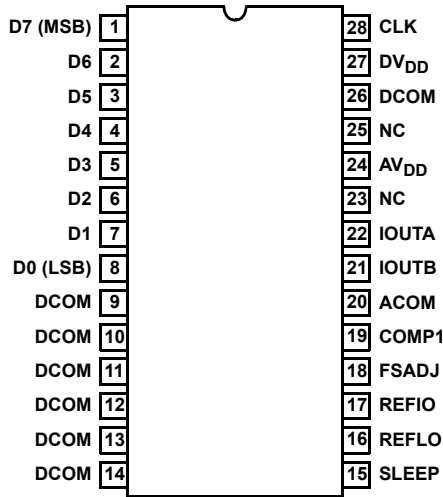 D7 (MSB) 1 28 CLK
D6 2 27 DVDD
D5 3 26 DCOM
D4 4 25 NC
D3 5 24 AVDD
D2 6 23 NC
D1 7 22 IOUTA
D0 (LSB) 8 21 IOUTB
DCOM 9 20 ACOM
DCOM 10 19 COMP1
DCOM 11 18 FSADJ
DCOM 12 17 REFIO
DCOM 13 16 REFLO
DCOM 14 15 SLEEP